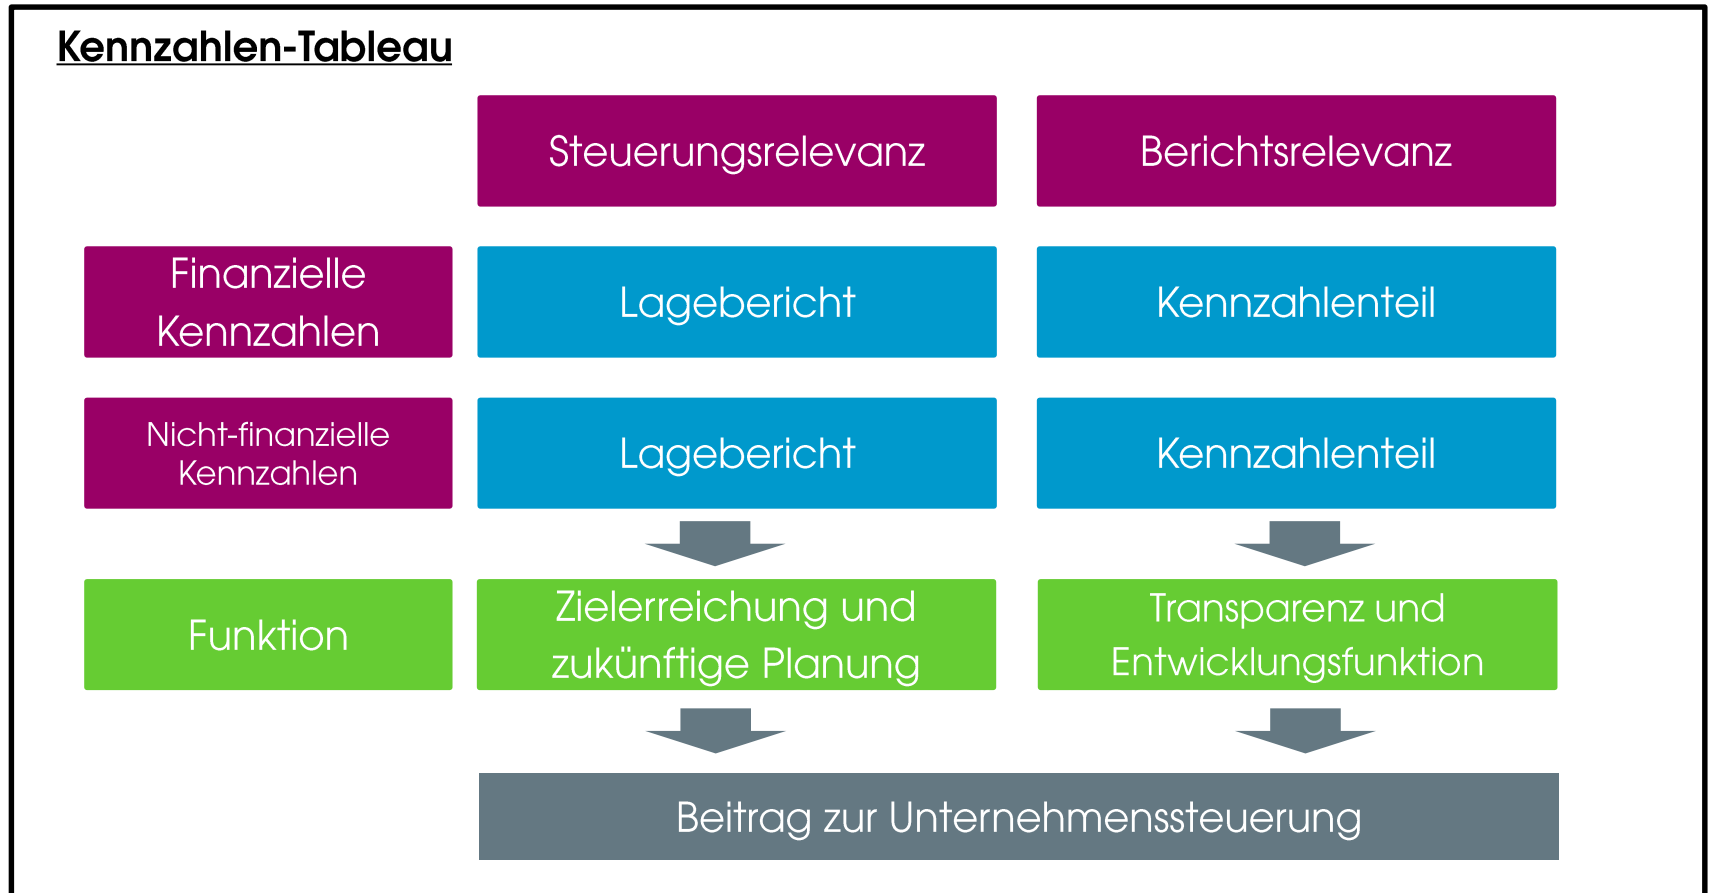 Kennzahlen-Tableau
Steuerungsrelevanz
Berichtsrelevanz
Finanzielle
Kennzahlen
Lagebericht
Kennzahlenteil
Nicht-finanzielle
Kennzahlen
Lagebericht
Kennzahlenteil
Funktion
Zielerreichung und
zukünftige Planung
Transparenz und
Entwicklungsfunktion
Beitrag zur Unternehmenssteuerung